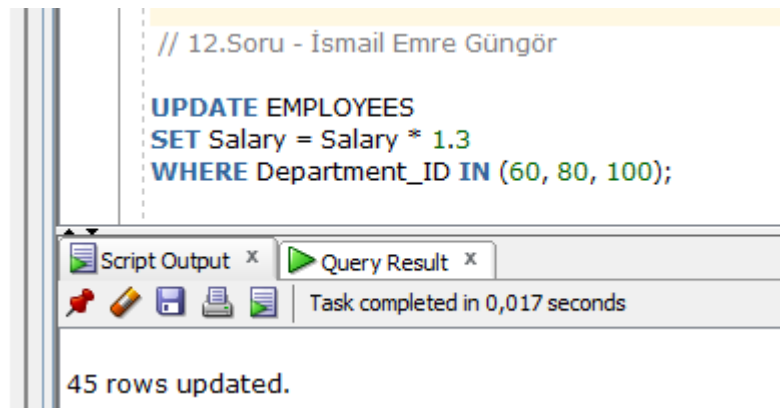 // 12.Soru - İsmail Emre Güngör
UPDATE EMPLOYEES
SET Salary = Salary * 1.3
WHERE Department_ID IN (60, 80, 100);
Script Output x Query Result x
Task completed in 0,017 seconds
45 rows updated.